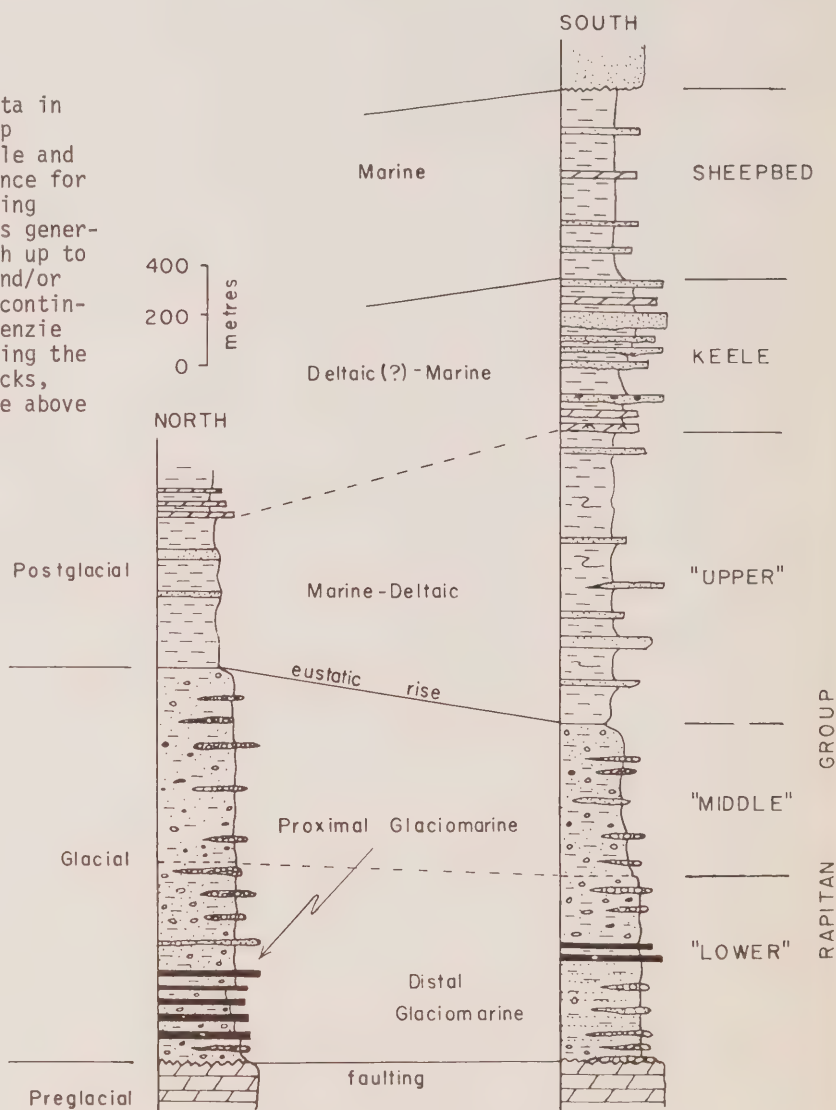 SOUTH
ta in
p
le and
nce for
ing
s gener-
h up to
nd/or
contin-
enzie
ing the
cks,
e above
Marine
SHEEPBED
400
200
0
metres
Deltaic(?)-Marine
KEELE
NORTH
Postglacial
Marine-Deltaic
"UPPER"
eustatic rise
GROUP
"MIDDLE"
Proximal Glaciomarine
Glacial
RAPITAN
"LOWER"
Distal
Glaciomarine
faulting
Preglacial